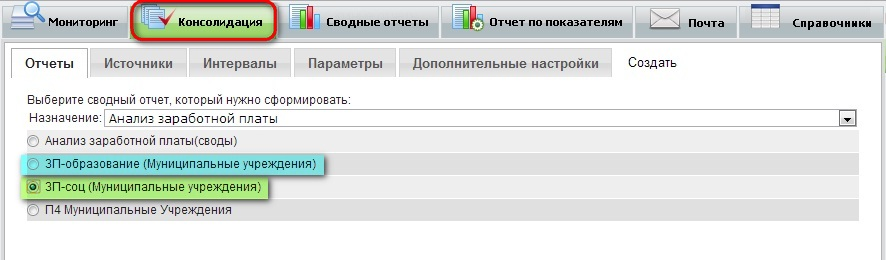 Мониторинг Консолидация Сводные отчеты Отчет по показателям Почта Справочники
Отчеты Источники Интервалы Параметры Дополнительные настройки Создать
Выберите сводный отчет, который нужно сформировать:
Назначение: Анализ заработной платы
Анализ заработной платы(своды)
ЗП-образование (Муниципальные учреждения)
ЗП-соц (Муниципальные учреждения)
П4 Муниципальные Учреждения